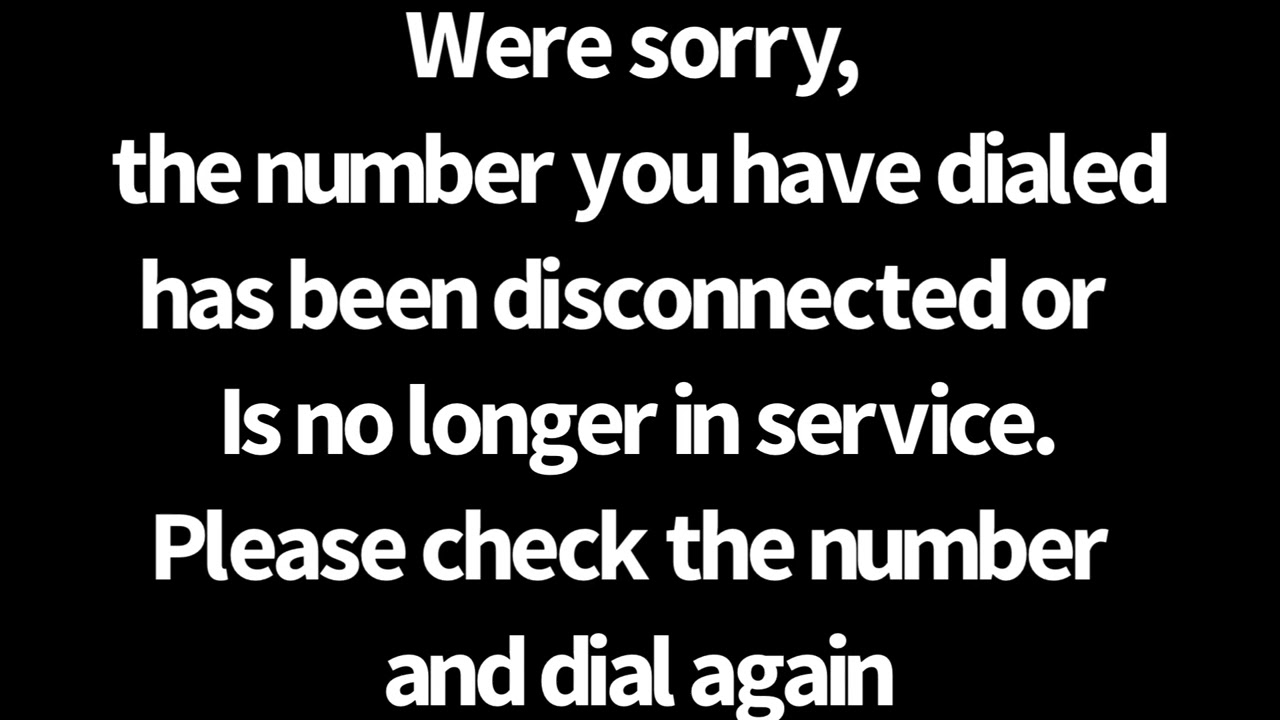 Were sorry,
the number you have dialed
has been disconnected or
Is no longer in service.
Please check the number
and dial again